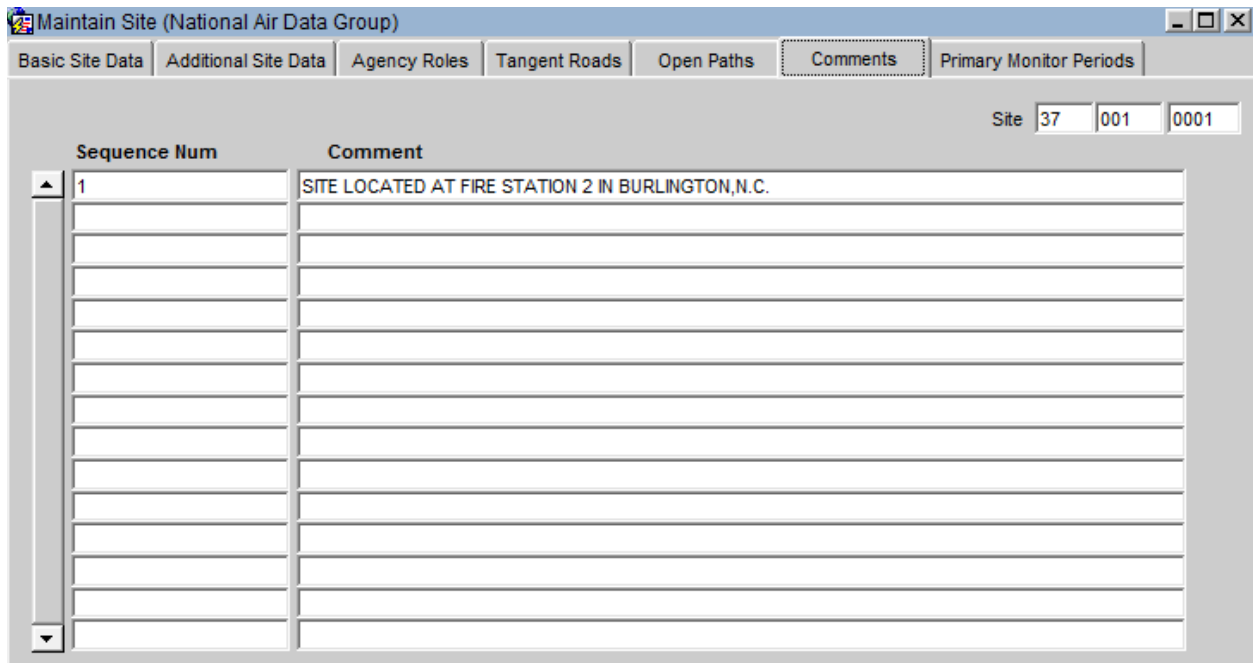 Maintain Site (National Air Data Group)
Basic Site Data Additional Site Data Agency Roles Tangent Roads Open Paths Comments Primary Monitor Periods
Site 37 001 0001
Sequence Num Comment
1 SITE LOCATED AT FIRE STATION 2 IN BURLINGTON,N.C.